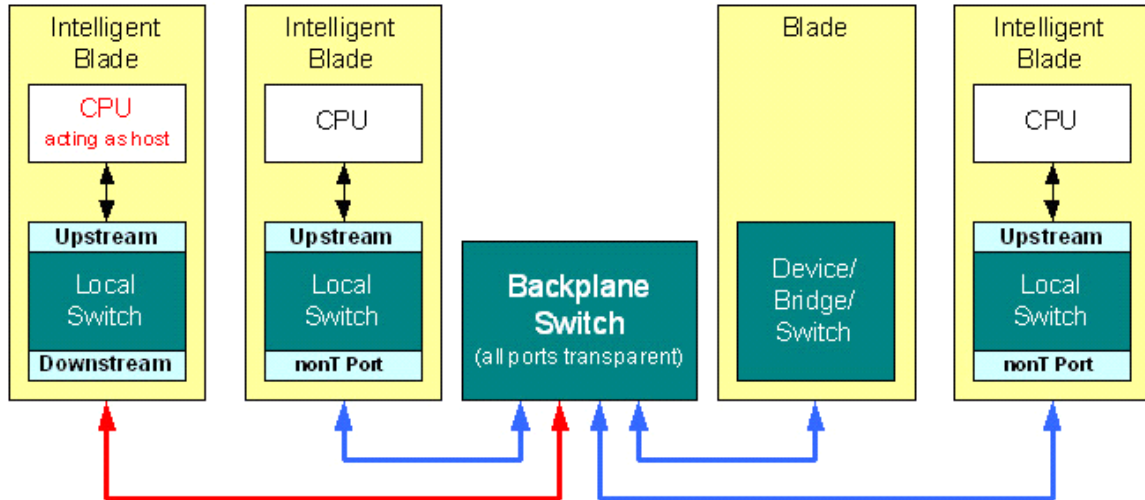 Intelligent
Blade
CPU
acting as host
Upstream
Local
Switch
Downstream
Intelligent
Blade
CPU
Upstream
Local
Switch
nonT Port
Backplane
Switch
(all ports transparent)
Blade
Device/
Bridge/
Switch
Intelligent
Blade
CPU
Upstream
Local
Switch
nonT Port